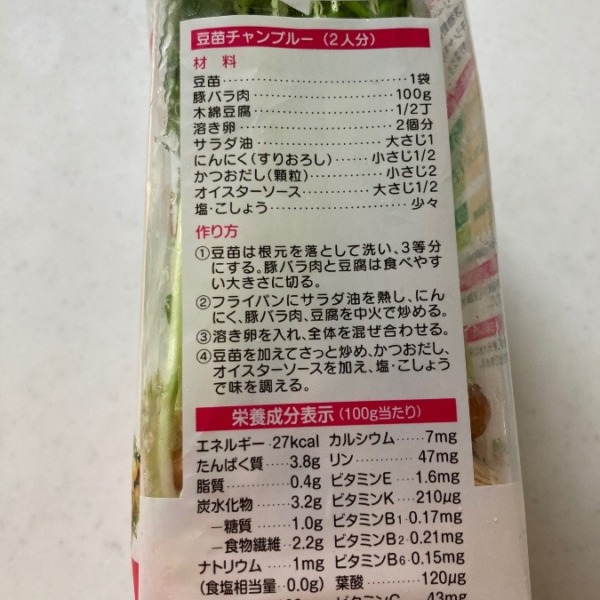 豆苗チャンプルー(2人分)
材料
豆苗……………………1袋
豚バラ肉……………………100g
木綿豆腐……………………1/2丁
溶き卵……………………2個分
サラダ油……………………大さじ1
にんにく(すりおろし)……小さじ1/2
かつおだし(顆粒)……………小さじ2
オイスターソース…………大さじ1/2
塩・こしょう……………………少々
作り方
①豆苗は根元を落として洗い、3等分
にする。豚バラ肉と豆腐は食べやす
い大きさに切る。
②フライパンにサラダ油を熱し、にん
にく、豚バラ肉、豆腐を中火で炒める。
③溶き卵を入れ、全体を混ぜ合わせる。
④豆苗を加えてさっと炒め、かつおだし、
オイスターソースを加え、塩・こしょう
で味を調える。
栄養成分表示(100g当たり)
エネルギー…27kcal カルシウム……7mg
たんぱく質……3.8g リン……………47mg
脂質……………0.4g ビタミンE……1.6mg
炭水化物………3.2g ビタミンK……210μg
–糖質…………1.0g ビタミンB1…0.17mg
–食物繊維…2.2g ビタミンB2…0.21mg
ナトリウム……1mg ビタミンB6…0.15mg
(食塩相当量…0.0g) 葉酸…………120μg
ビタミンC……43mg